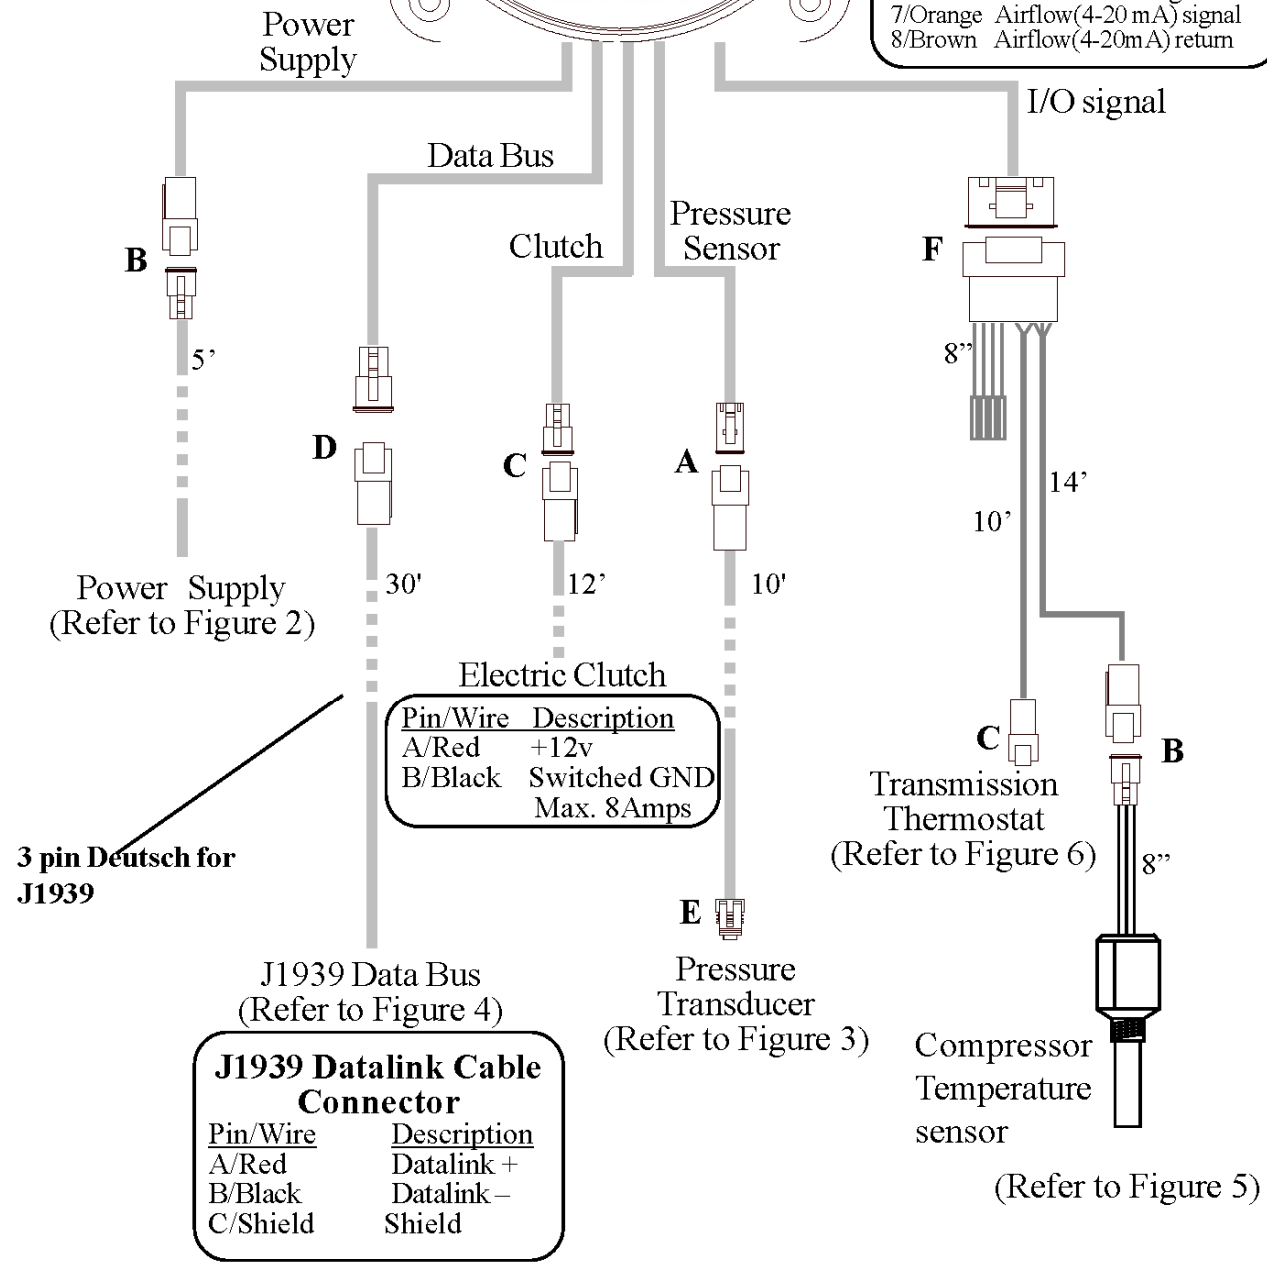 7/Orange Airflow(4-20 mA) signal
8/Brown Airflow(4-20mA) return
Power
Supply
I/O signal
Data Bus
Pressure
Sensor
Clutch
B
F
5’
8”
D
C
A
14’
10’
Power Supply
(Refer to Figure 2)
30'
12’
10'
Electric Clutch
Pin/Wire Description
A/Red +12v
B/Black Switched GND
Max. 8Amps
C
B
Transmission
Thermostat
(Refer to Figure 6)
3 pin Deutsch for
J1939
8”
E
J1939 Data Bus
(Refer to Figure 4)
Pressure
Transducer
(Refer to Figure 3)
J1939 Datalink Cable
Connector
Pin/Wire Description
A/Red Datalink +
B/Black Datalink –
C/Shield Shield
Compressor
Temperature
sensor
(Refer to Figure 5)